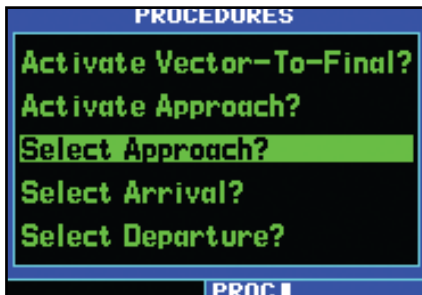 PROCEDURES
Activate Vector-To-Final?
Activate Approach?
Select Approach?
Select Arrival?
Select Departure?
PROC